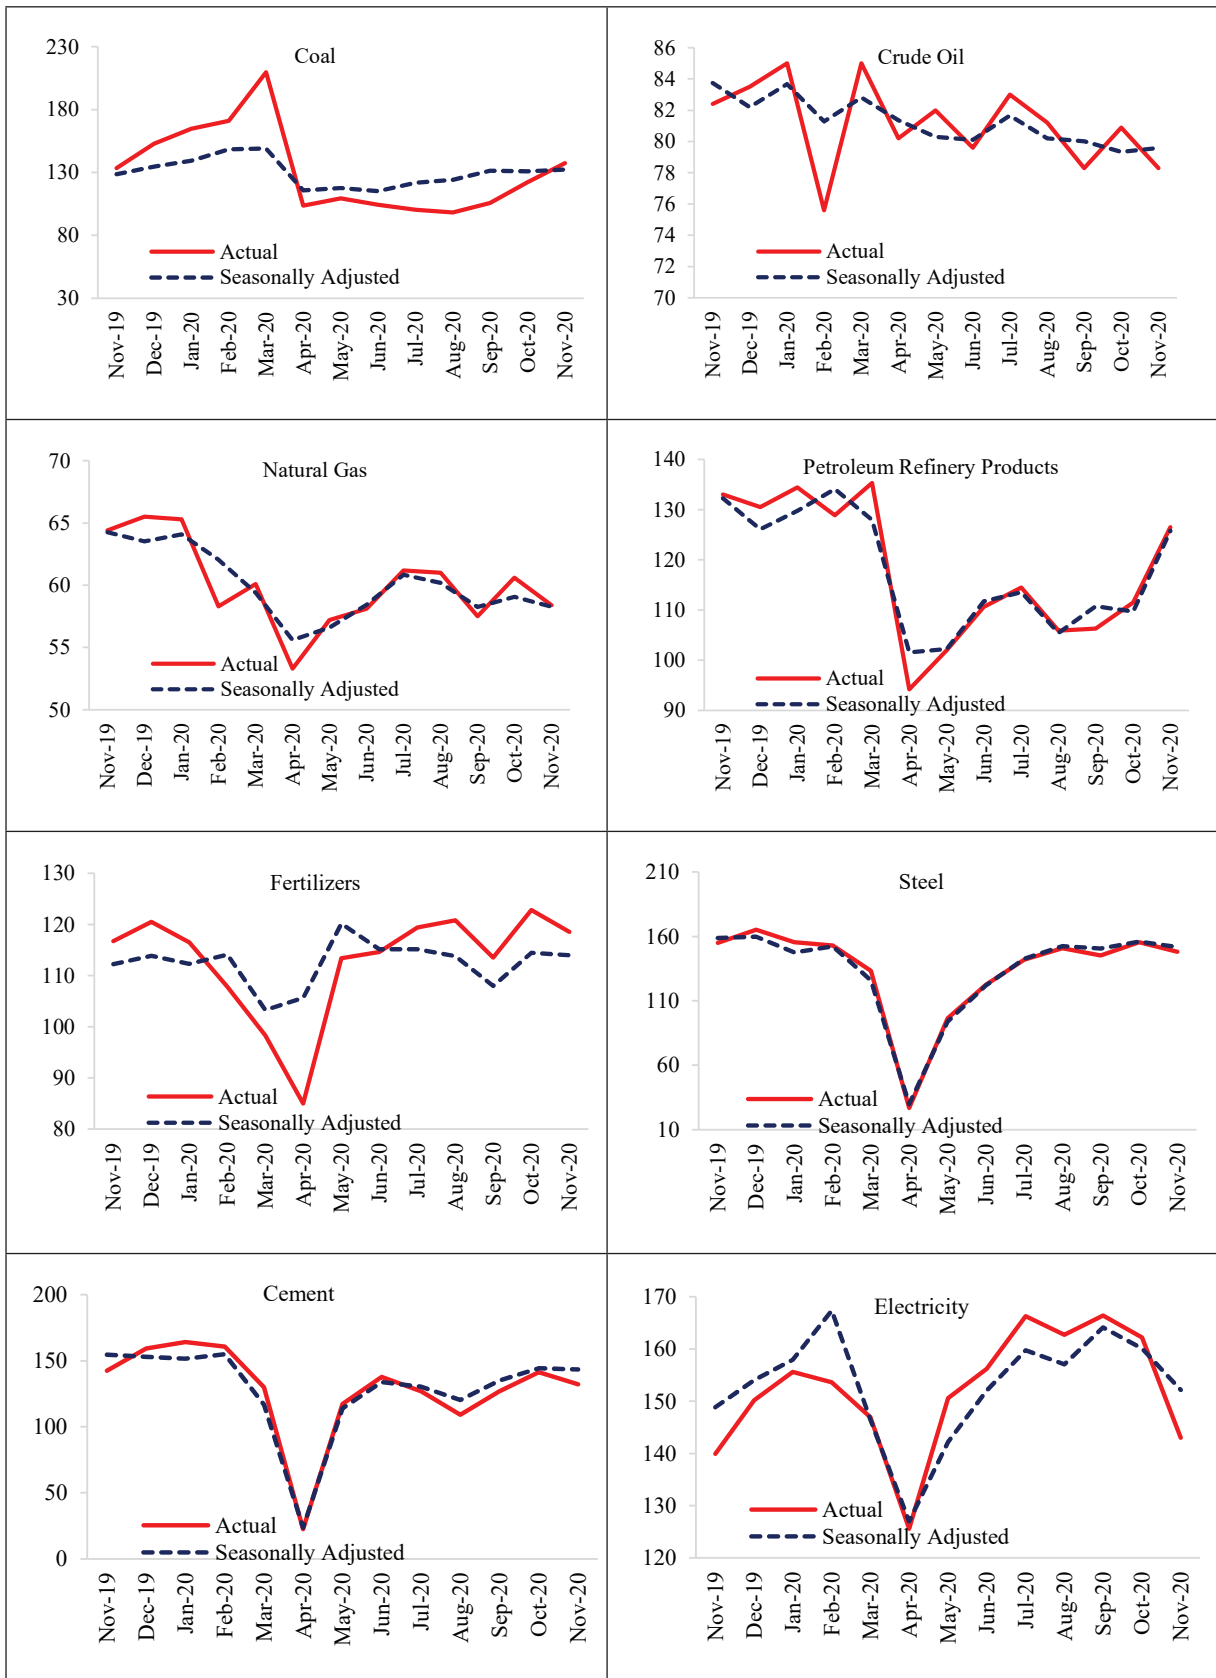 Coal
230
180
130
80
30
Actual
Seasonally Adjusted
Nov-19
Dec-19
Jan-20
Feb-20
Mar-20
Apr-20
May-20
Jun-20
Jul-20
Aug-20
Sep-20
Oct-20
Nov-20
Crude Oil
86
84
82
80
78
76
74
72
70
Actual
Seasonally Adjusted
Nov-19
Dec-19
Jan-20
Feb-20
Mar-20
Apr-20
May-20
Jun-20
Jul-20
Aug-20
Sep-20
Oct-20
Nov-20
Natural Gas
70
65
60
55
50
Actual
Seasonally Adjusted
Nov-19
Dec-19
Jan-20
Feb-20
Mar-20
Apr-20
May-20
Jun-20
Jul-20
Aug-20
Sep-20
Oct-20
Nov-20
Petroleum Refinery Products
140
130
120
110
100
90
Actual
Seasonally Adjusted
Nov-19
Dec-19
Jan-20
Feb-20
Mar-20
Apr-20
May-20
Jun-20
Jul-20
Aug-20
Sep-20
Oct-20
Nov-20
Fertilizers
130
120
110
100
90
80
Actual
Seasonally Adjusted
Nov-19
Dec-19
Jan-20
Feb-20
Mar-20
Apr-20
May-20
Jun-20
Jul-20
Aug-20
Sep-20
Oct-20
Nov-20
Steel
210
160
110
60
10
Actual
Seasonally Adjusted
Nov-19
Dec-19
Jan-20
Feb-20
Mar-20
Apr-20
May-20
Jun-20
Jul-20
Aug-20
Sep-20
Oct-20
Nov-20
Cement
200
150
100
50
0
Actual
Seasonally Adjusted
Nov-19
Dec-19
Jan-20
Feb-20
Mar-20
Apr-20
May-20
Jun-20
Jul-20
Aug-20
Sep-20
Oct-20
Nov-20
Electricity
170
160
150
140
130
120
Actual
Seasonally Adjusted
Nov-19
Dec-19
Jan-20
Feb-20
Mar-20
Apr-20
May-20
Jun-20
Jul-20
Aug-20
Sep-20
Oct-20
Nov-20